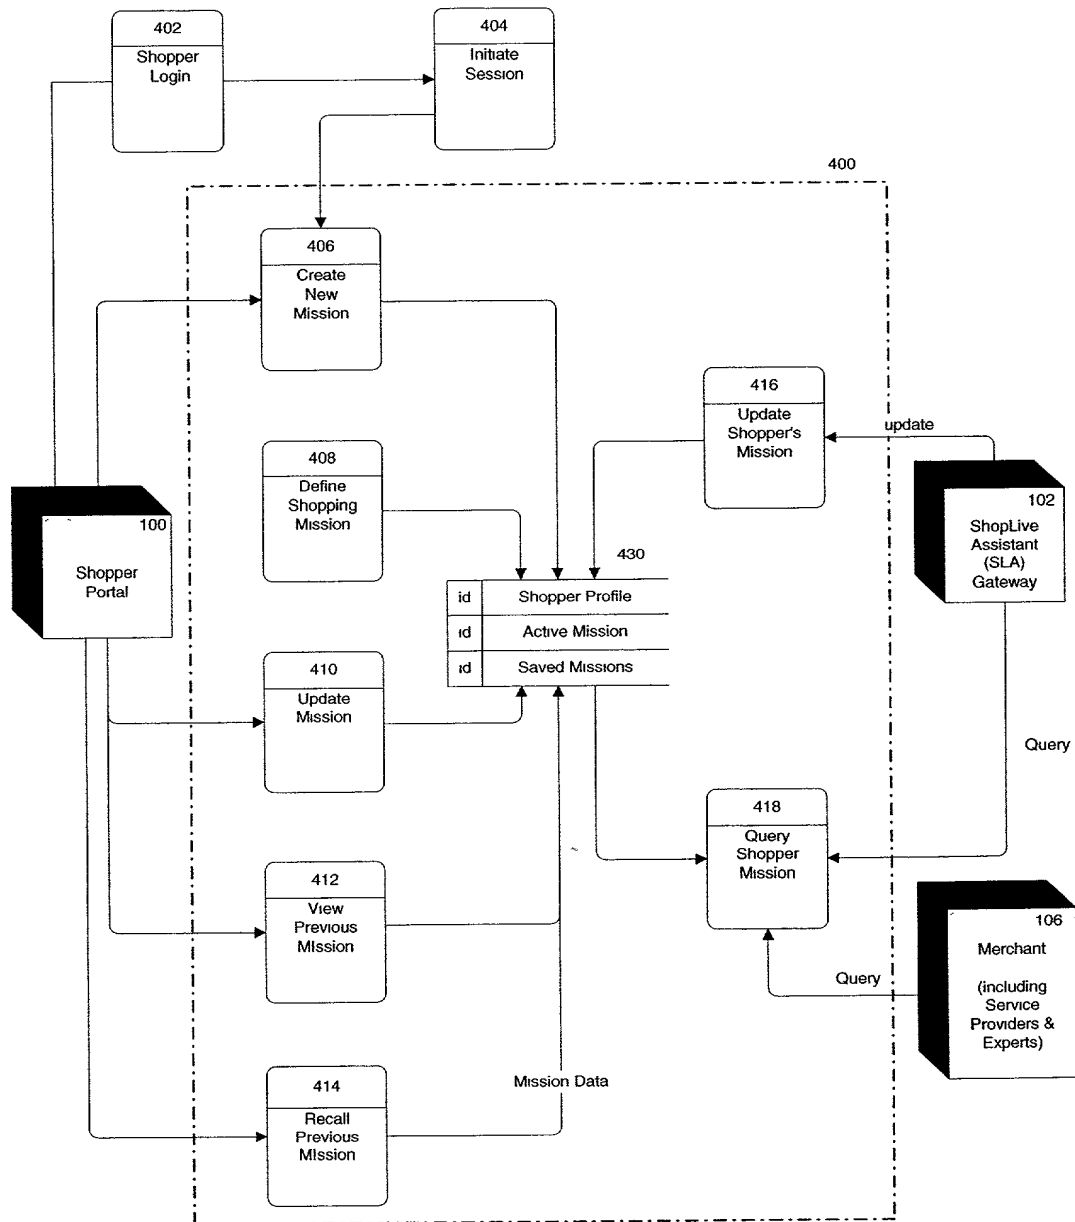 402
Shopper
Login
404
Initiate
Session
400
406
Create
New
Mission
416
Update
Shopper's
Mission
update
408
Define
Shopping
Mission
100
Shopper
Portal
102
ShopLive
Assistant
(SLA)
Gateway
430
id Shopper Profile
id Active Mission
id Saved Missions
410
Update
Mission
Query
418
Query
Shopper
Mission
412
View
Previous
Mission
106
Merchant
(including
Service
Providers &
Experts)
Query
Mission Data
414
Recall
Previous
Mission